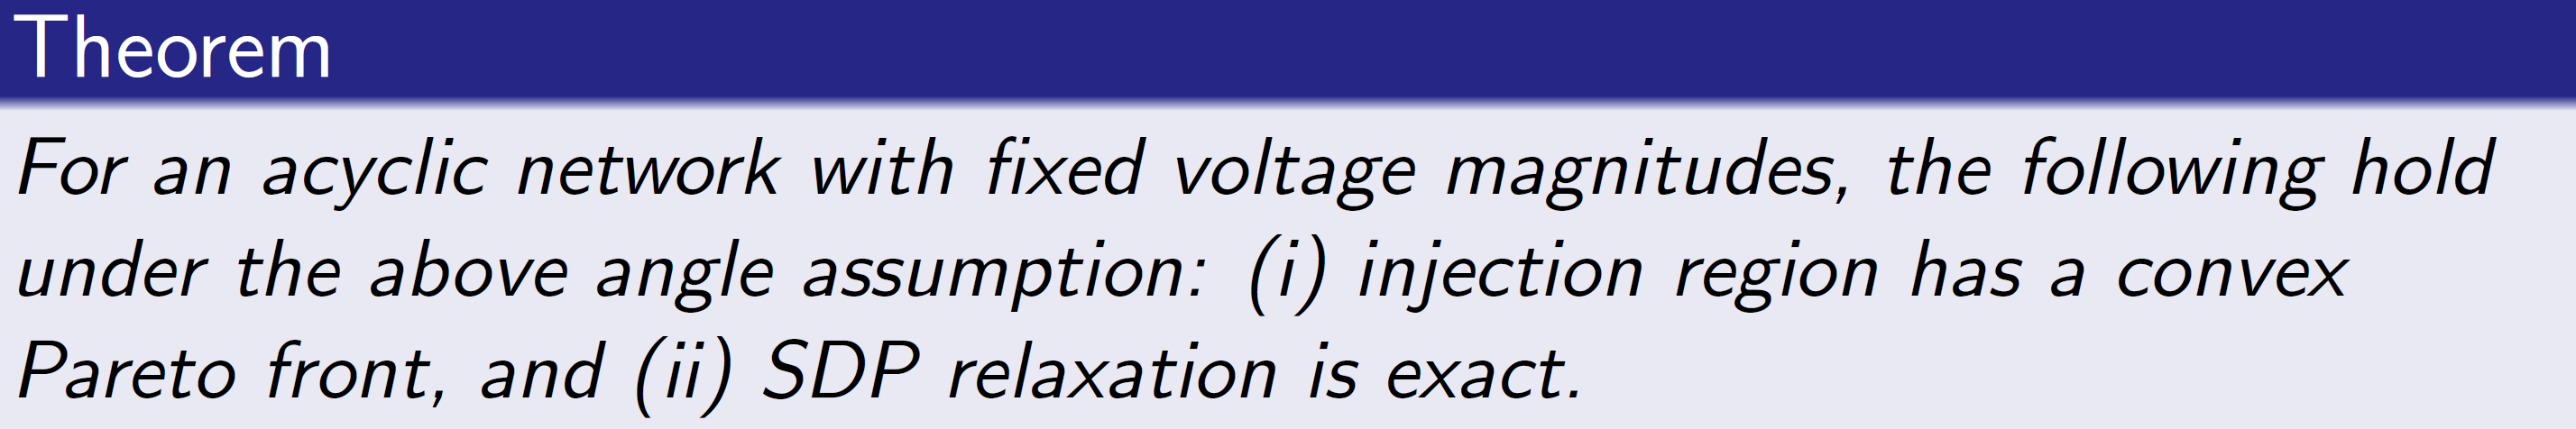 Theorem
For an acyclic network with fixed voltage magnitudes, the following hold
under the above angle assumption: (i) injection region has a convex
Pareto front, and (ii) SDP relaxation is exact.